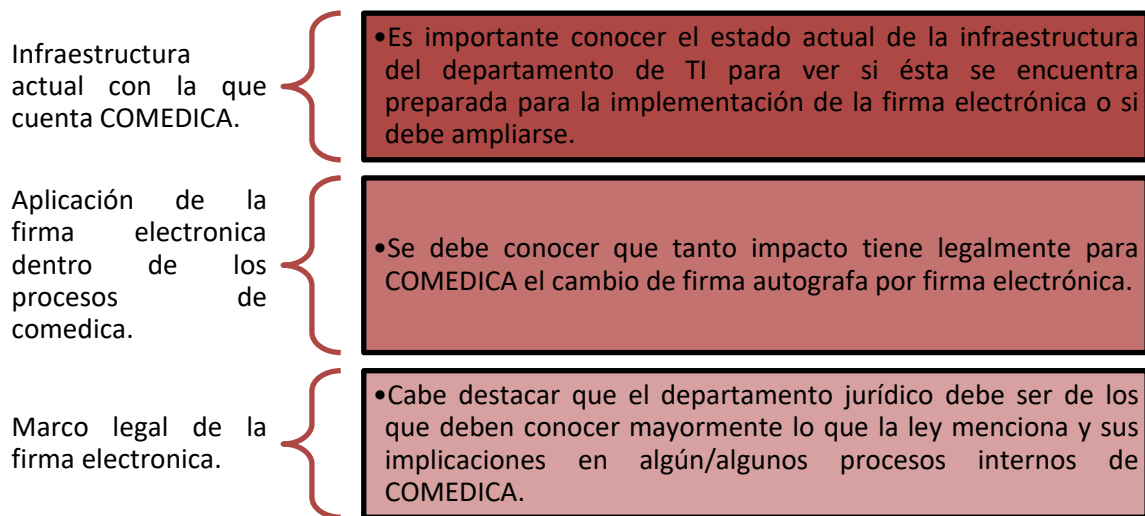 Infraestructura
actual con la que
cuenta COMEDICA.
•Es importante conocer el estado actual de la infraestructura
del departamento de TI para ver si ésta se encuentra
preparada para la implementación de la firma electrónica o si
debe ampliarse.
Aplicación de la
firma electronica
dentro de los
procesos de
comedica.
•Se debe conocer que tanto impacto tiene legalmente para
COMEDICA el cambio de firma autografa por firma electrónica.
Marco legal de la
firma electronica.
•Cabe destacar que el departamento jurídico debe ser de los
que deben conocer mayormente lo que la ley menciona y sus
implicaciones en algún/algunos procesos internos de
COMEDICA.